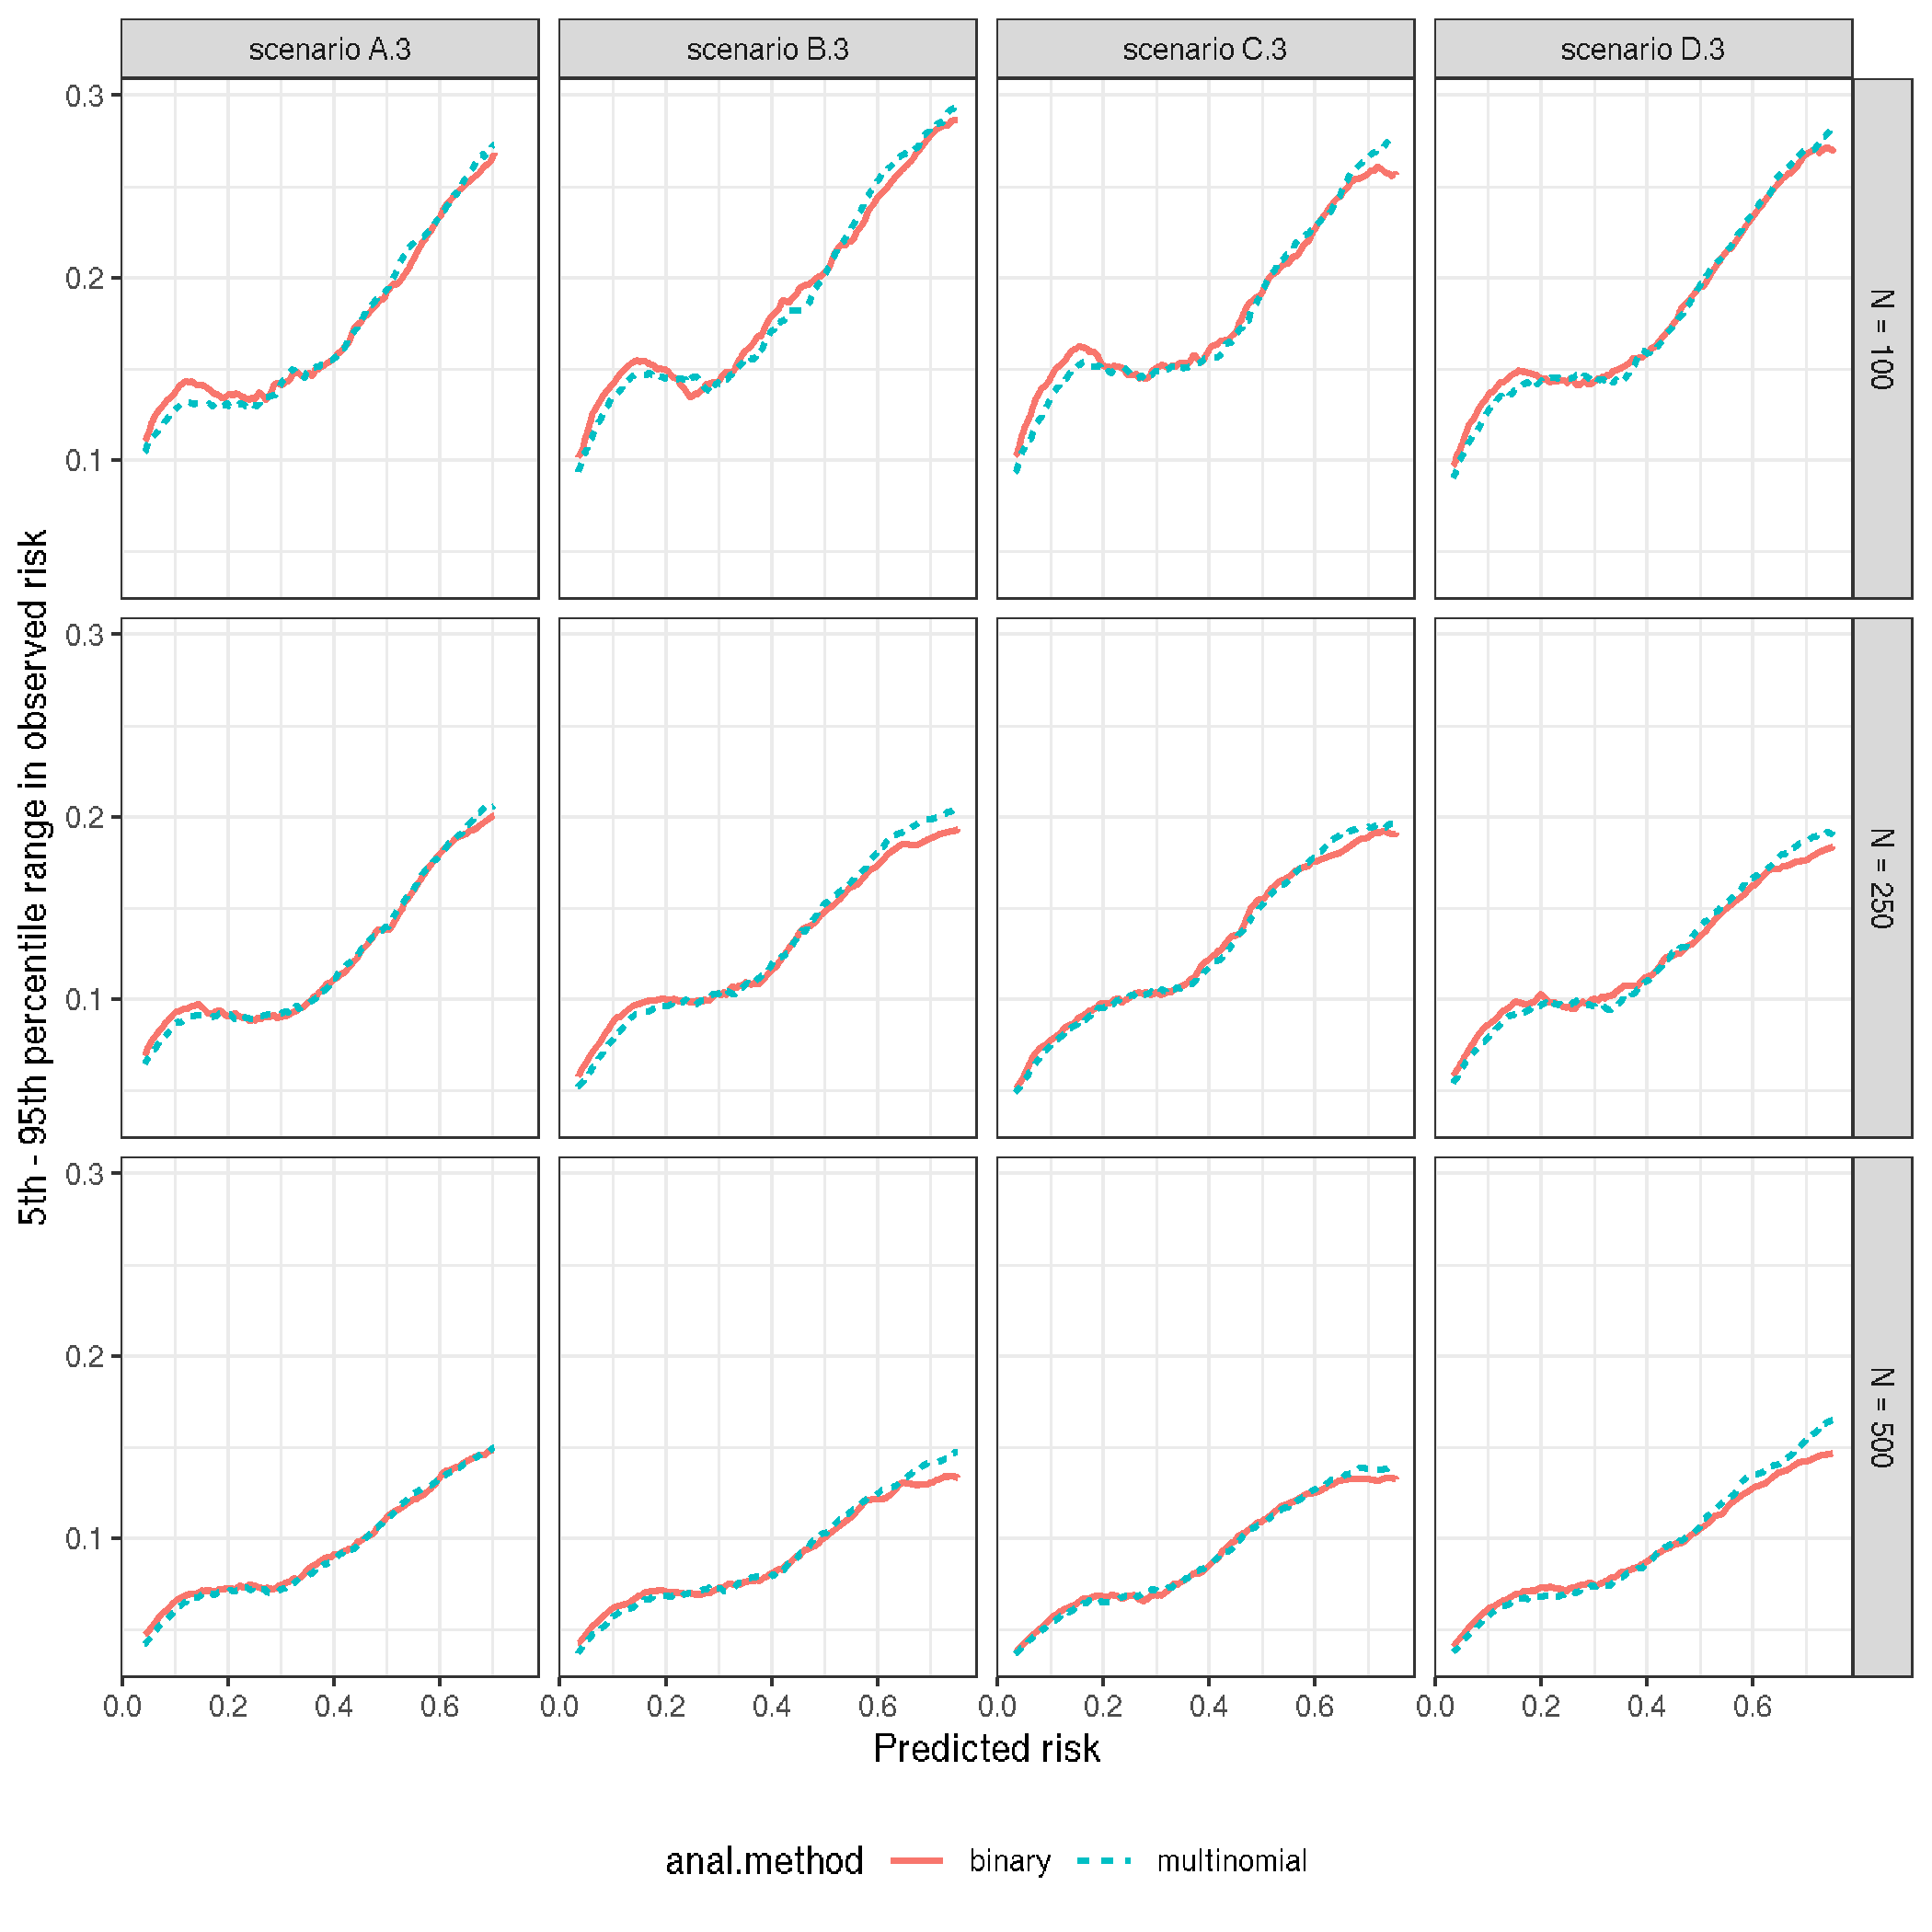 scenario A.3
scenario B.3
scenario C.3
scenario D.3
0.3
0.2
0.1
N = 100
0.3
0.2
0.1
N = 250
0.3
0.2
0.1
N = 500
5th - 95th percentile range in observed risk
0.0 0.2 0.4 0.6
0.0 0.2 0.4 0.6
0.0 0.2 0.4 0.6
0.0 0.2 0.4 0.6
Predicted risk
anal.method binary multinomial